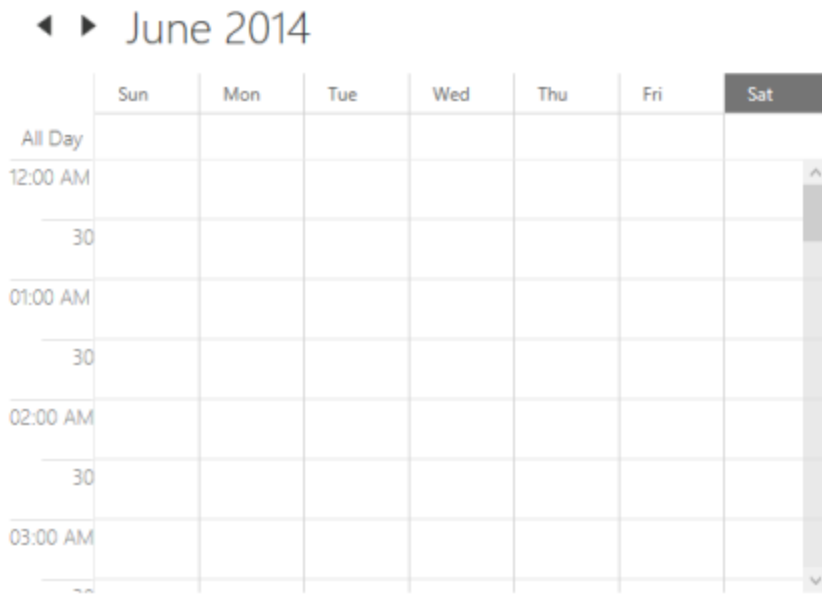 June 2014
Sun Mon Tue Wed Thu Fri Sat
All Day
12:00 AM
30
01:00 AM
30
02:00 AM
30
03:00 AM